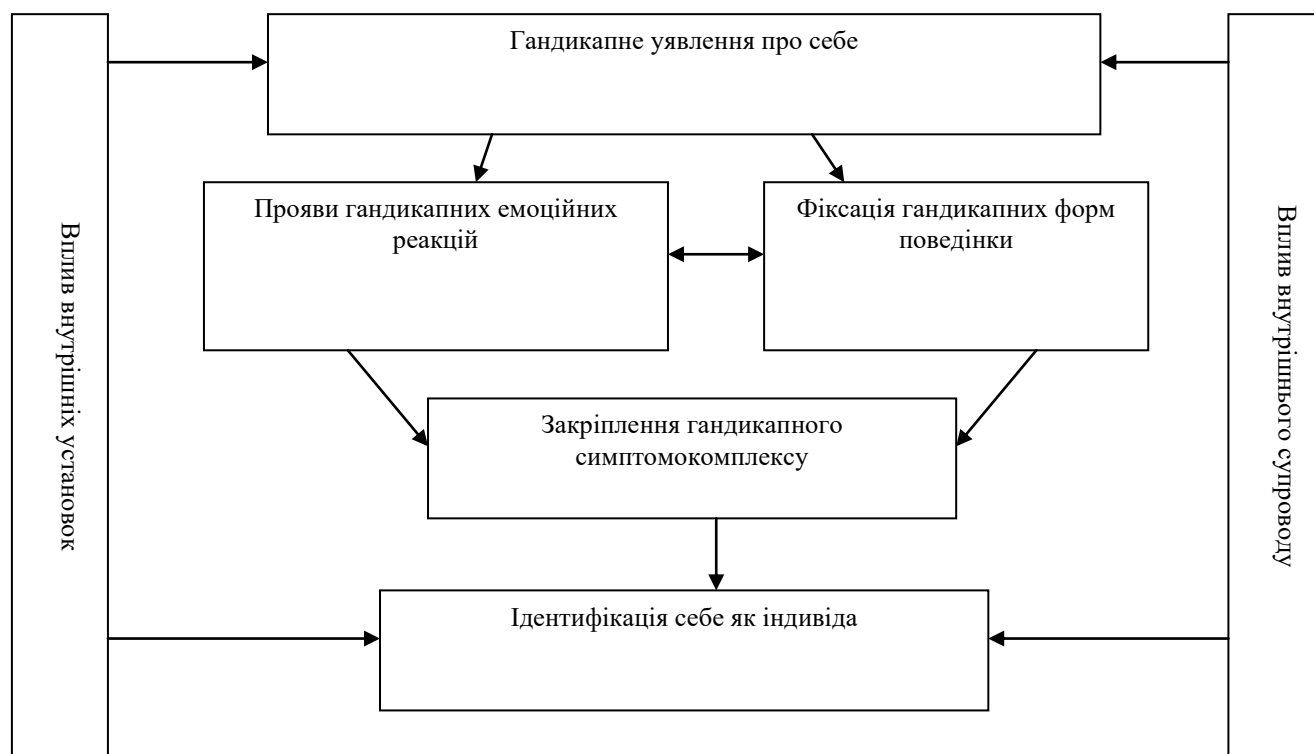 Гандикапне уявлення про себе
Прояви гандикапних емоційних
реакцій
Фіксація гандикапних форм
поведінки
Закріплення гандикапного
симптомокомплексу
Ідентифікація себе як індивіда
Вплив внутрішніх установок
Вплив внутрішнього супроводу